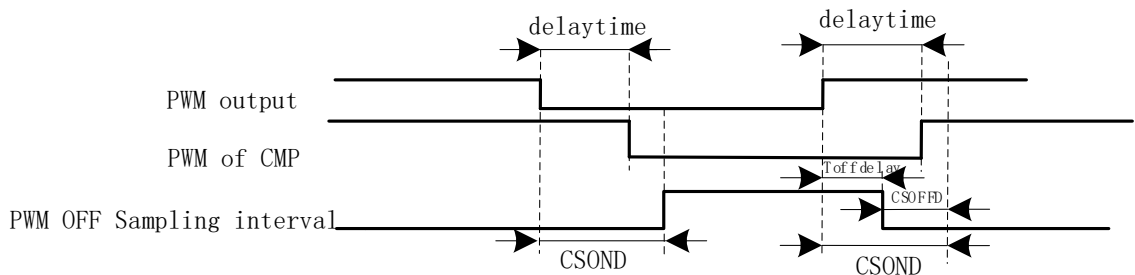 delaytime delaytime
PWM output
PWM of CMP
Toffdelay
CSOFFD
PWM OFF Sampling interval
CSOND CSOND